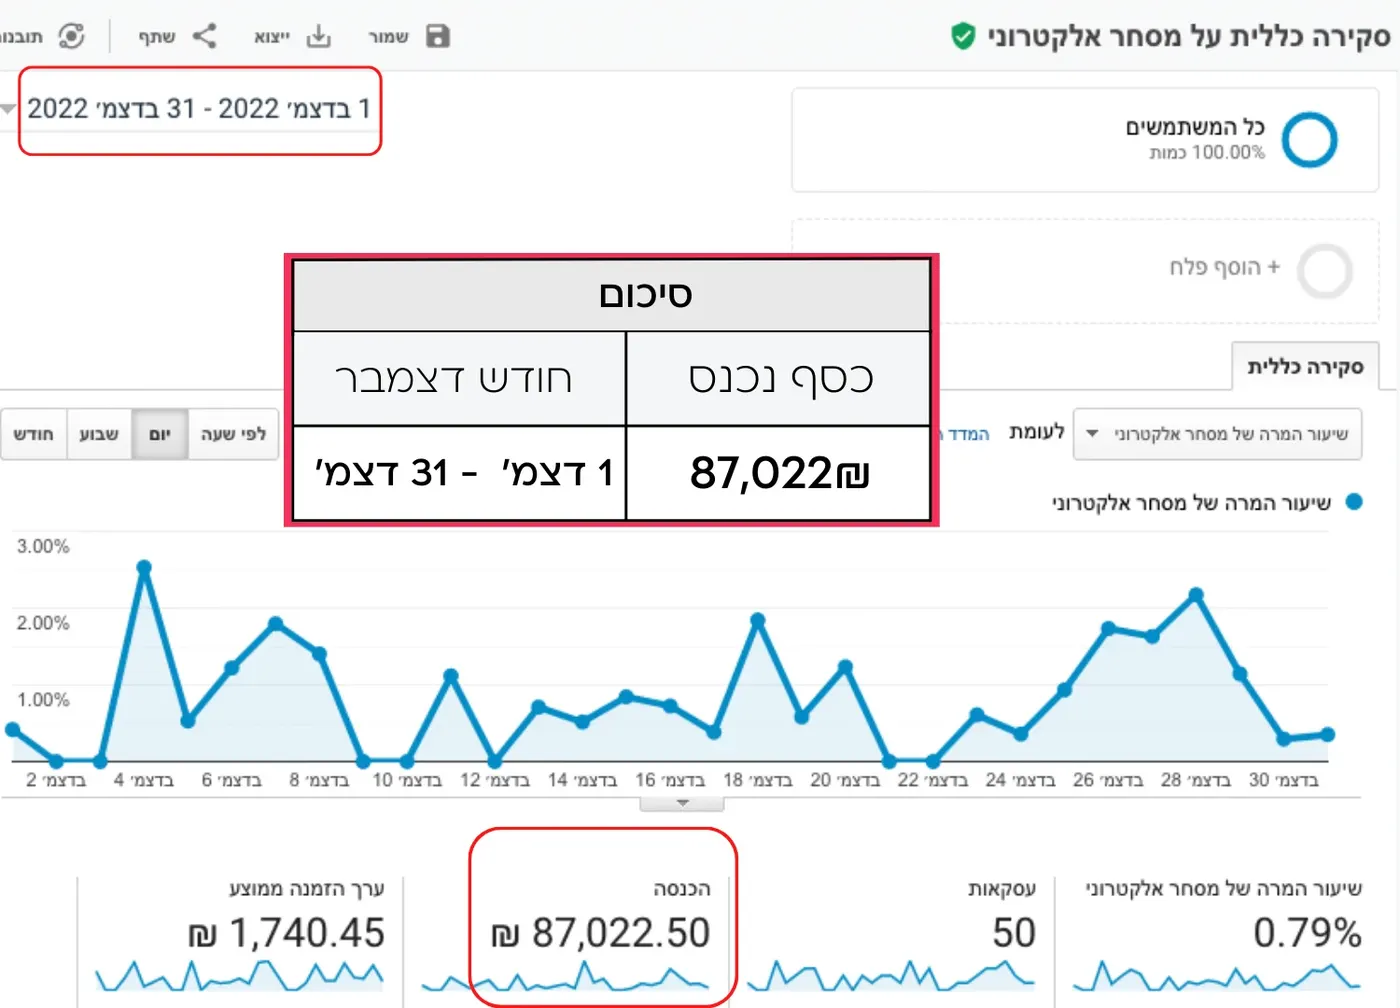 סקירה כללית על מסחר אלקטרוני
שמור
ייצוא
שתף
1 בדצמ׳ 2022 - 31 בדצמ׳ 2022
כל המשתמשים
100.00% כמות
+ הוסף פלח
סיכום
כסף נכנס
חודש דצמבר
87,022₪
1 דצמ' - 31 דצמ'
סקירה כללית
שיעור המרה של מסחר אלקטרוני
לעומת
המדד
לפי שעה
יום
שבוע
חודש
שיעור המרה של מסחר אלקטרוני
3.00%
2.00%
1.00%
2 בדצמ׳
4 בדצמ׳
6 בדצמ׳
8 בדצמ׳
10 בדצמ׳
12 בדצמ׳
14 בדצמ׳
16 בדצמ׳
18 בדצמ׳
20 בדצמ׳
22 בדצמ׳
24 בדצמ׳
26 בדצמ׳
28 בדצמ׳
30 בדצמ׳
שיעור המרה של מסחר אלקטרוני
0.79%
עסקאות
50
הכנסה
87,022.50 ₪
ערך הזמנה ממוצע
1,740.45 ₪